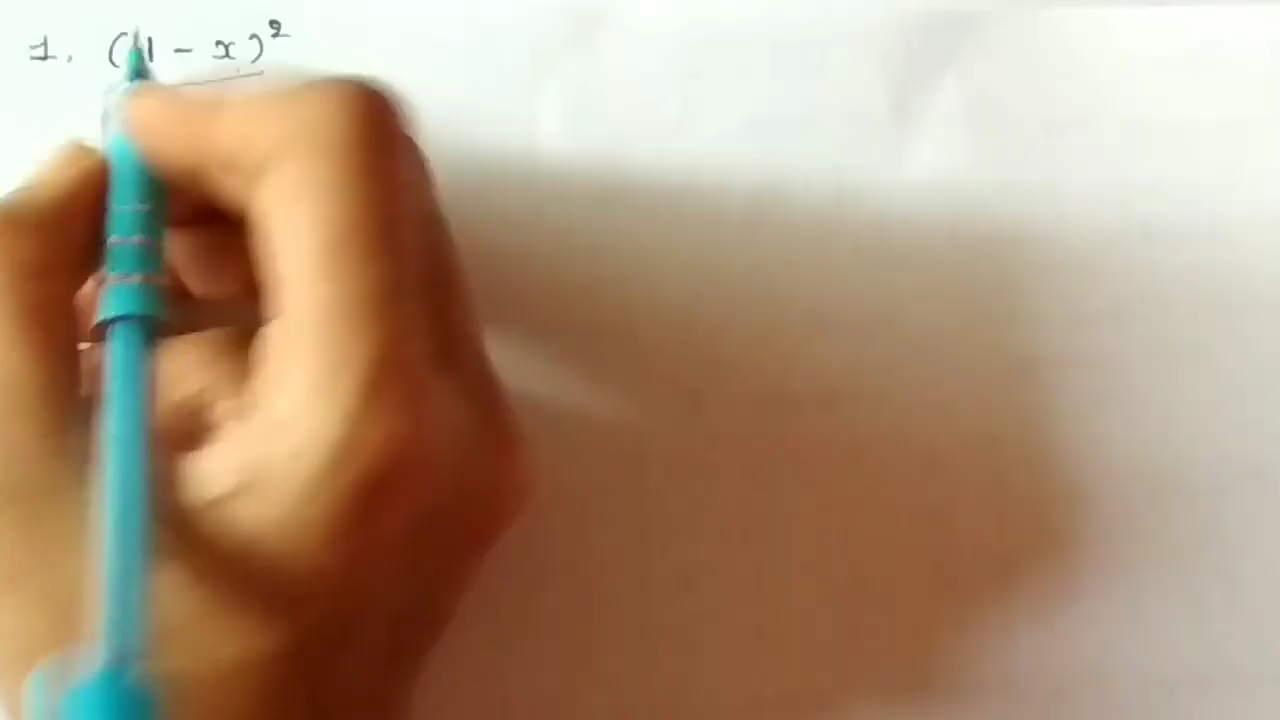 1. (1 - x)²